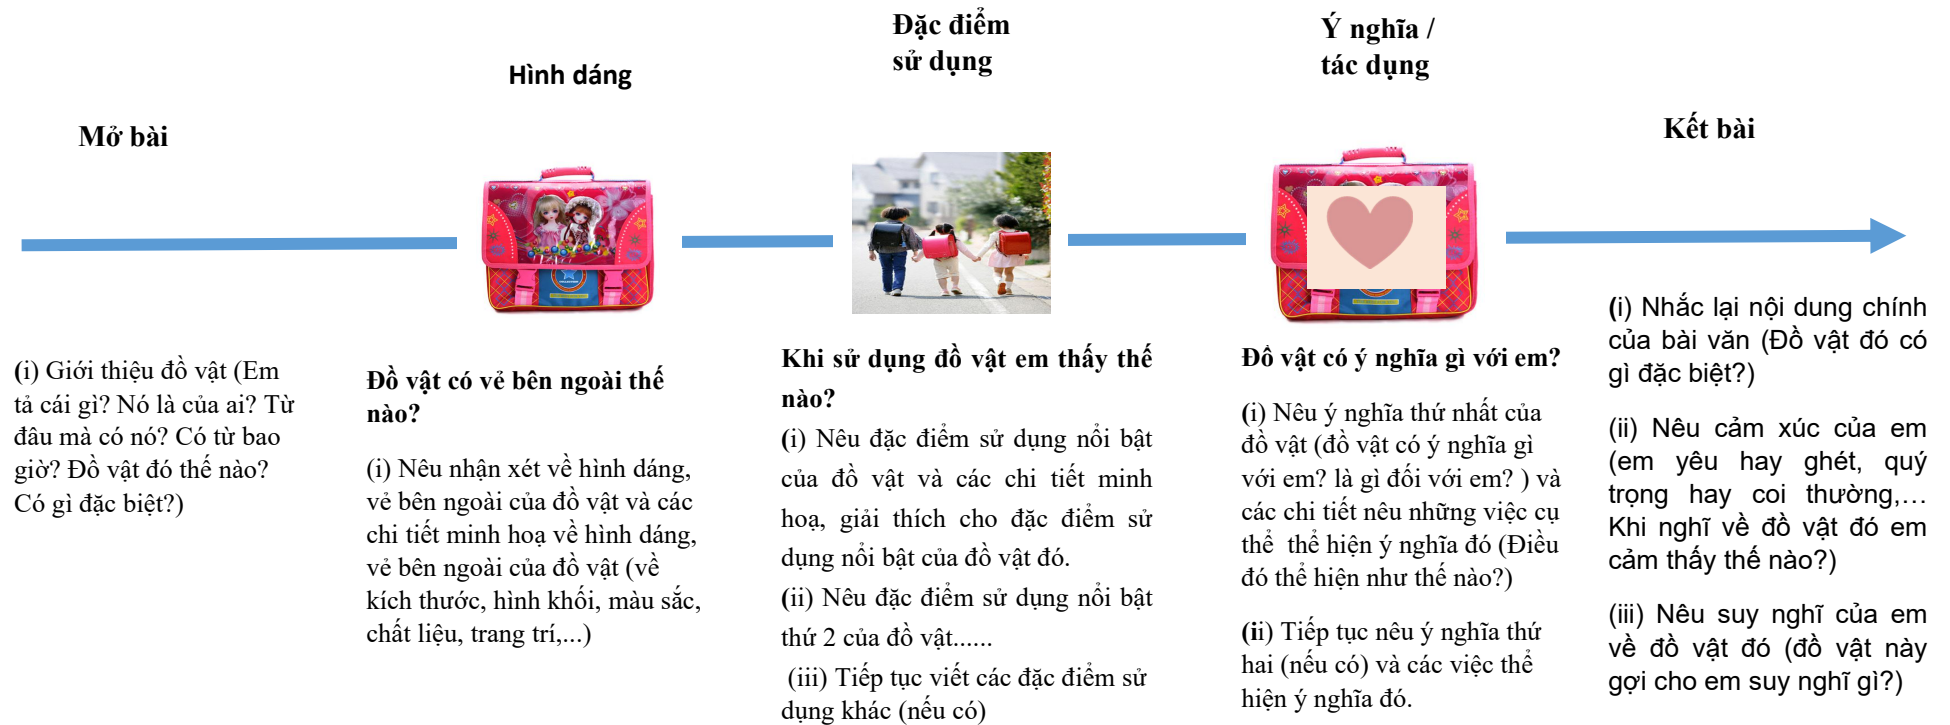 Mở bài
(i) Giới thiệu đồ vật (Em
tả cái gì? Nó là của ai? Từ
đâu mà có nó? Có từ bao
giờ? Đồ vật đó thế nào?
Có gì đặc biệt?)
Hình dáng
Đồ vật có vẻ bên ngoài thế
nào?
(i) Nêu nhận xét về hình dáng,
vẻ bên ngoài của đồ vật và các
chi tiết minh hoạ về hình dáng,
vẻ bên ngoài của đồ vật (về
kích thước, hình khối, màu sắc,
chất liệu, trang trí,...)
Đặc điểm
sử dụng
Khi sử dụng đồ vật em thấy thế
nào?
(i) Nêu đặc điểm sử dụng nổi bật
của đồ vật và các chi tiết minh
hoạ, giải thích cho đặc điểm sử
dụng nổi bật của đồ vật đó.
(ii) Nêu đặc điểm sử dụng nổi bật
thứ 2 của đồ vật......
(iii) Tiếp tục viết các đặc điểm sử
dụng khác (nếu có)
Ý nghĩa /
tác dụng
Đồ vật có ý nghĩa gì với em?
(i) Nêu ý nghĩa thứ nhất của
đồ vật (đồ vật có ý nghĩa gì
với em? là gì đối với em? ) và
các chi tiết nêu những việc cụ
thể thể hiện ý nghĩa đó (Điều
đó thể hiện như thế nào?)
(ii) Tiếp tục nêu ý nghĩa thứ
hai (nếu có) và các việc thể
hiện ý nghĩa đó.
Kết bài
(i) Nhắc lại nội dung chính
của bài văn (Đồ vật đó có
gì đặc biệt?)
(ii) Nêu cảm xúc của em
(em yêu hay ghét, quý
trọng hay coi thường,…
Khi nghĩ về đồ vật đó em
cảm thấy thế nào?)
(iii) Nêu suy nghĩ của em
về đồ vật đó (đồ vật này
gợi cho em suy nghĩ gì?)